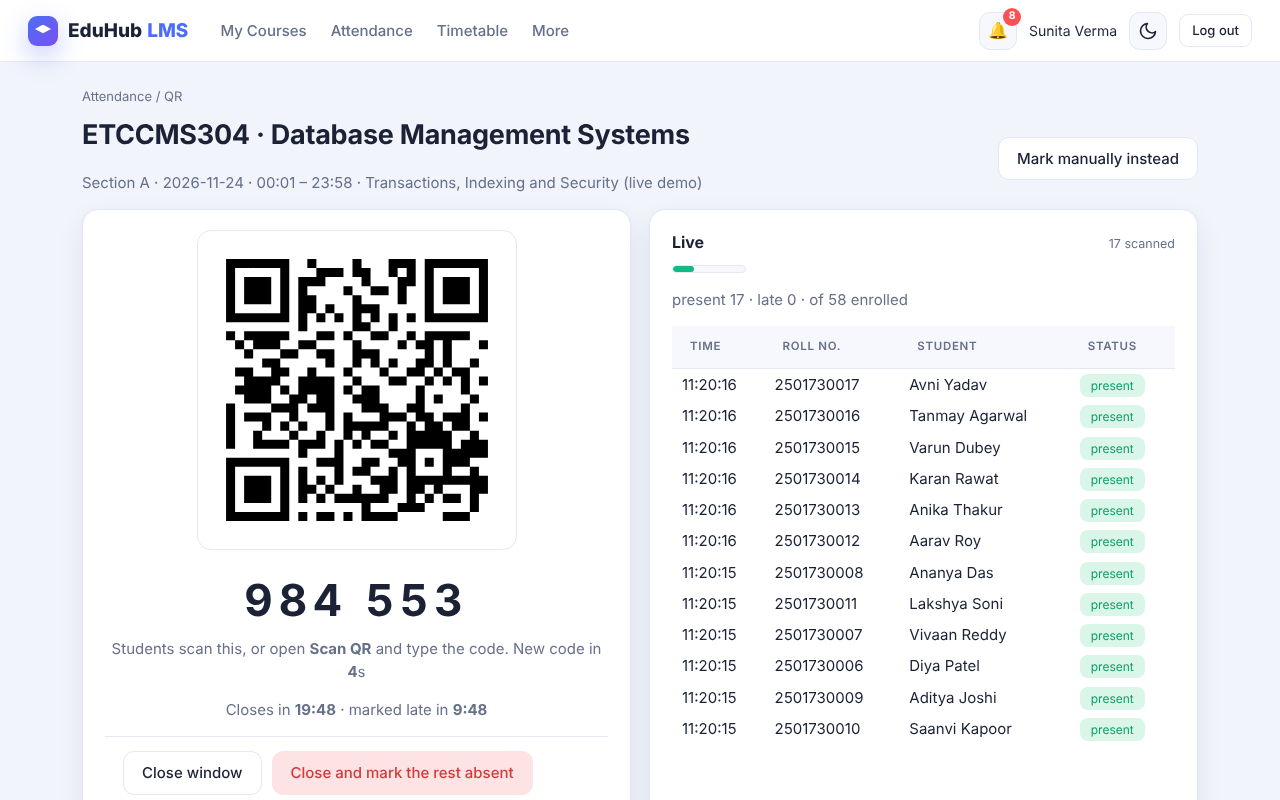 EduHub LMS
My Courses
Attendance
Timetable
More
8
Sunita Verma
Log out
Attendance / QR
ETCCMS304 · Database Management Systems
Mark manually instead
Section A · 2026-11-24 · 00:01 – 23:58 · Transactions, Indexing and Security (live demo)
984 553
Students scan this, or open Scan QR and type the code. New code in
4s
Closes in 19:48 · marked late in 9:48
Close window
Close and mark the rest absent
Live
17 scanned
present 17 · late 0 · of 58 enrolled
TIME ROLL NO. STUDENT STATUS
11:20:16 2501730017 Avni Yadav present
11:20:16 2501730016 Tanmay Agarwal present
11:20:16 2501730015 Varun Dubey present
11:20:16 2501730014 Karan Rawat present
11:20:16 2501730013 Anika Thakur present
11:20:16 2501730012 Aarav Roy present
11:20:15 2501730008 Ananya Das present
11:20:15 2501730011 Lakshya Soni present
11:20:15 2501730007 Vivaan Reddy present
11:20:15 2501730006 Diya Patel present
11:20:15 2501730009 Aditya Joshi present
11:20:15 2501730010 Saanvi Kapoor present